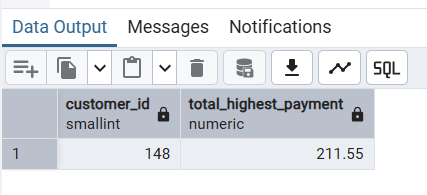 Data Output Messages Notifications
SQL
customer_id total_highest_payment
smallint numeric
1 148 211.55